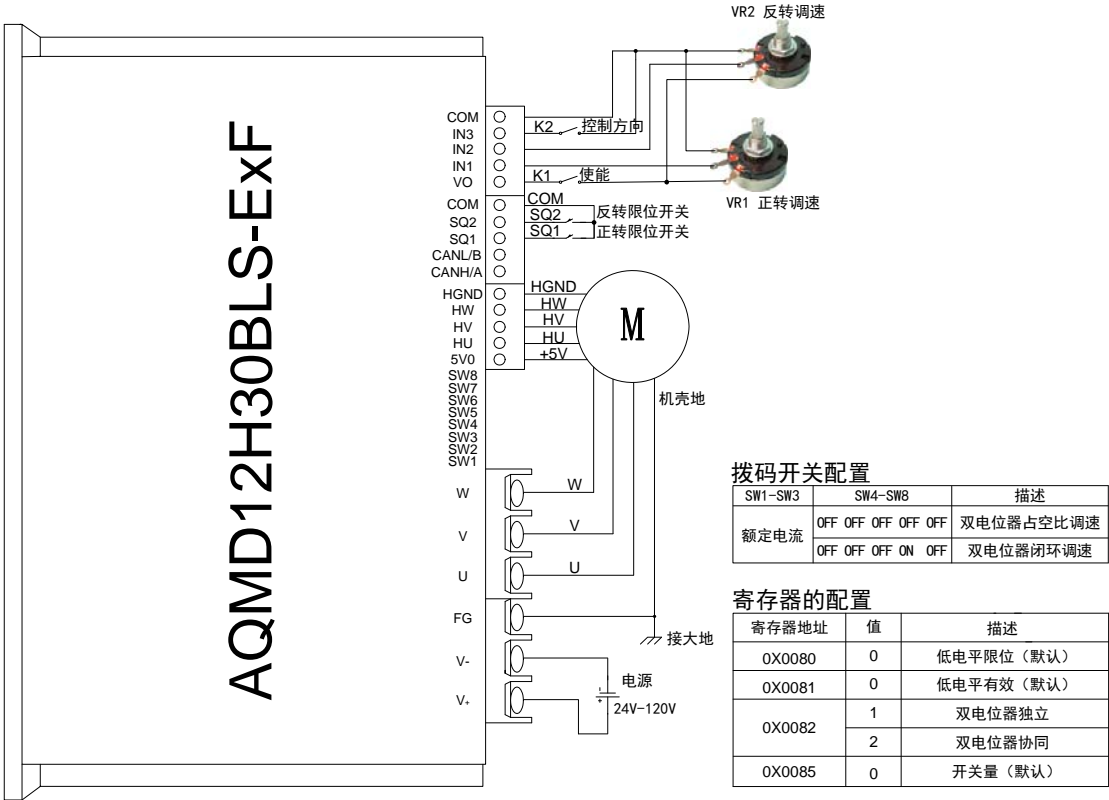 VR2 反转调速
AQMD12H30BLS-ExF
COM
IN3
IN2
IN1
VO
K2
控制方向
K1
使能
VR1 正转调速
COM
SQ2
SQ1
CANL/B
CANH/A
COM
SQ2
反转限位开关
SQ1
正转限位开关
HGND
HW
HV
HU
5V0
HGND
HW
HV
HU
+5V
M
机壳地
SW8
SW7
SW6
SW5
SW4
SW3
SW2
SW1
W
W
V
V
U
U
FG
接大地
V-
电源
V+
24V-120V
拨码开关配置
SW1-SW3 SW4-SW8 描述
额定电流 OFF OFF OFF OFF OFF 双电位器占空比调速
OFF OFF OFF ON OFF 双电位器闭环调速
寄存器的配置
寄存器地址 值 描述
0X0080 0 低电平限位（默认）
0X0081 0 低电平有效（默认）
0X0082 1 双电位器独立
2 双电位器协同
0X0085 0 开关量（默认）